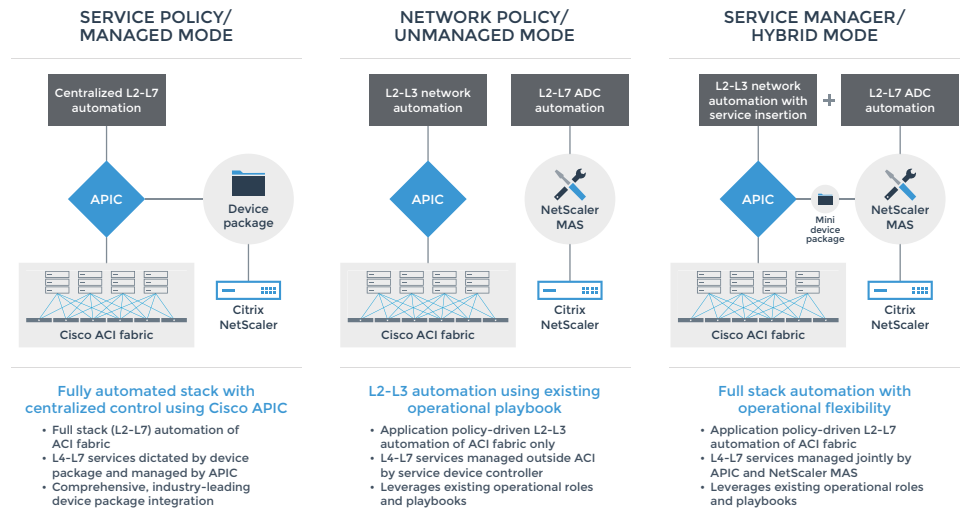 SERVICE POLICY/
MANAGED MODE
Centralized L2-L7
automation
APIC
Device
package
Cisco ACI fabric
Citrix
NetScaler
Fully automated stack with
centralized control using Cisco APIC
• Full stack (L2-L7) automation of
ACI fabric
• L4-L7 services dictated by device
package and managed by APIC
• Comprehensive, industry-leading
device package integration
NETWORK POLICY/
UNMANAGED MODE
L2-L3 network
automation
L2-L7 ADC
automation
APIC
NetScaler
MAS
Cisco ACI fabric
Citrix
NetScaler
L2-L3 automation using existing
operational playbook
• Application policy-driven L2-L3
automation of ACI fabric only
• L4-L7 services managed outside ACI
by service device controller
• Leverages existing operational roles
and playbooks
SERVICE MANAGER/
HYBRID MODE
L2-L3 network
automation with
service insertion
+
L2-L7 ADC
automation
APIC
Mini
device
package
NetScaler
MAS
Cisco ACI fabric
Citrix
NetScaler
Full stack automation with
operational flexibility
• Application policy-driven L2-L7
automation of ACI fabric
• L4-L7 services managed jointly by
APIC and NetScaler MAS
• Leverages existing operational roles
and playbooks